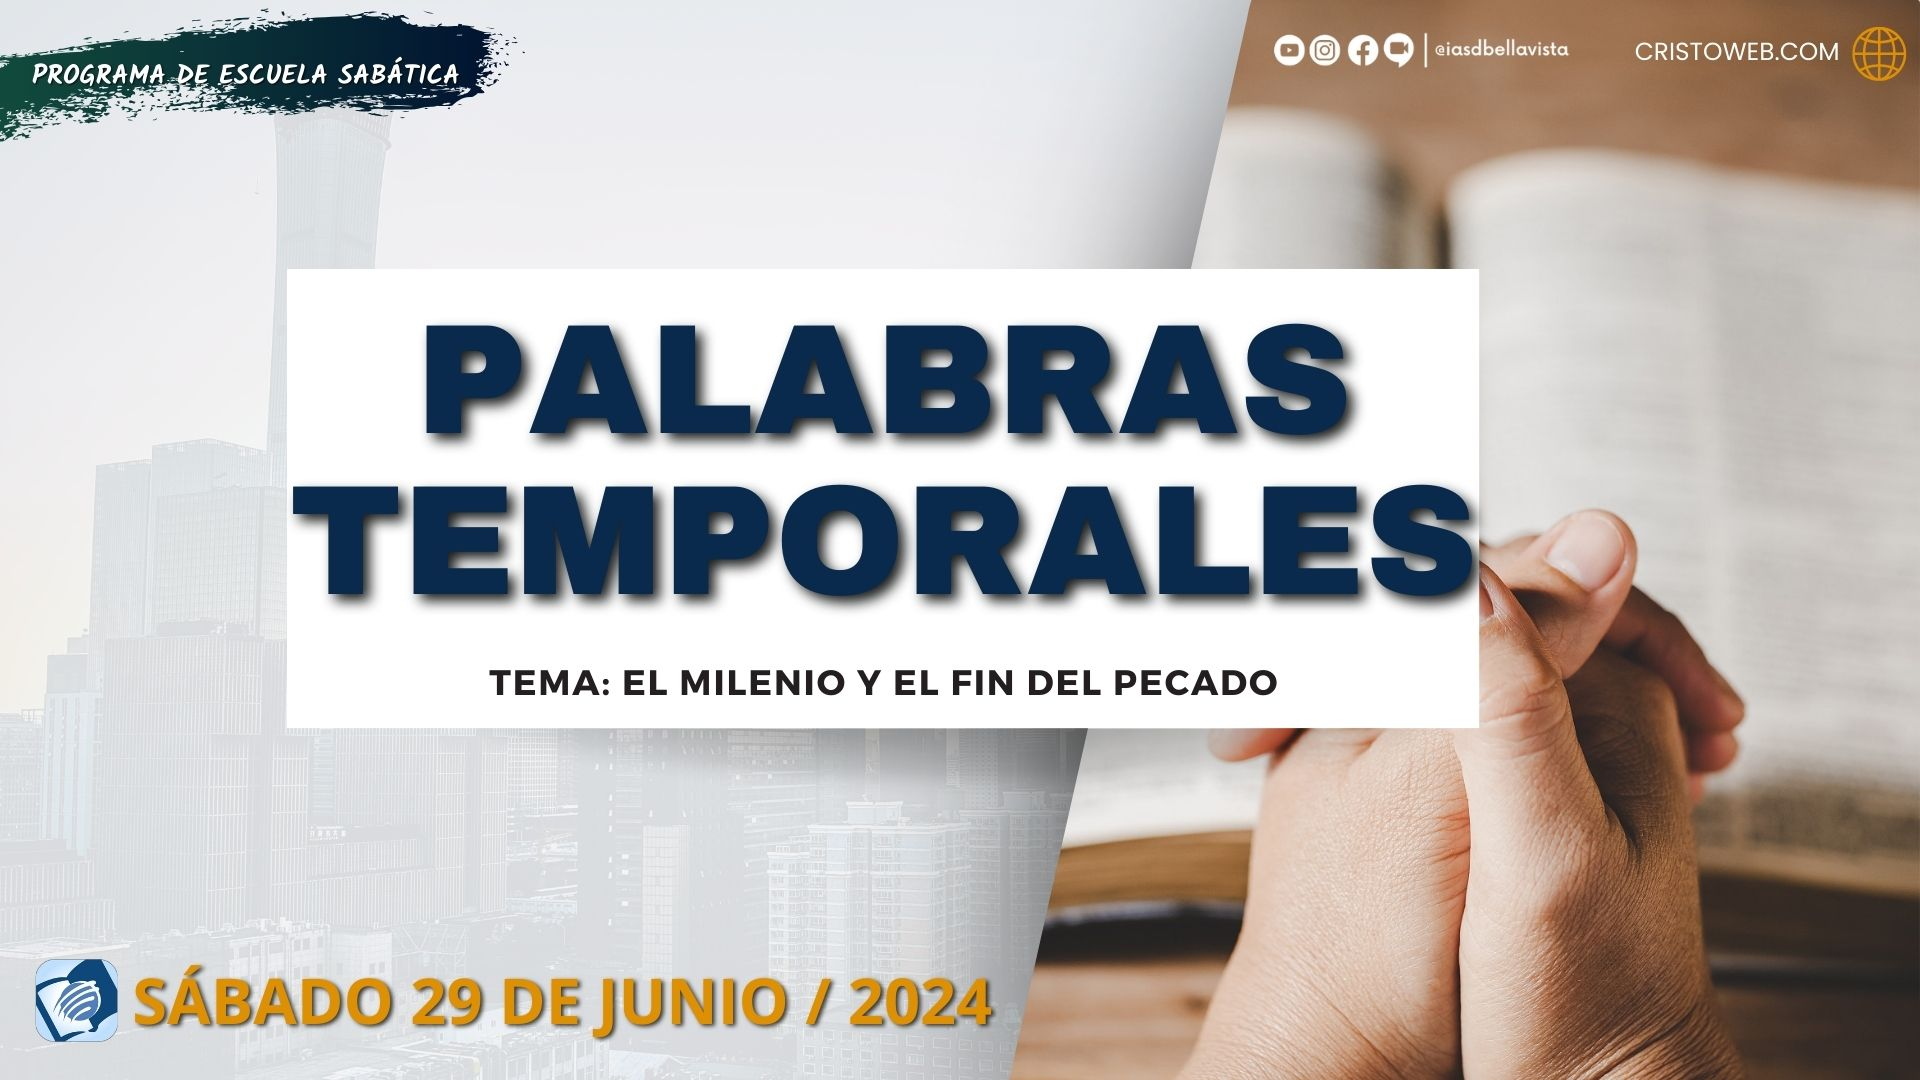 PROGRAMA DE ESCUELA SABÁTICA
@iasdbellavista
CRISTOWEB.COM
PALABRAS
TEMPORALES
TEMA: EL MILENIO Y EL FIN DEL PECADO
SÁBADO 29 DE JUNIO / 2024